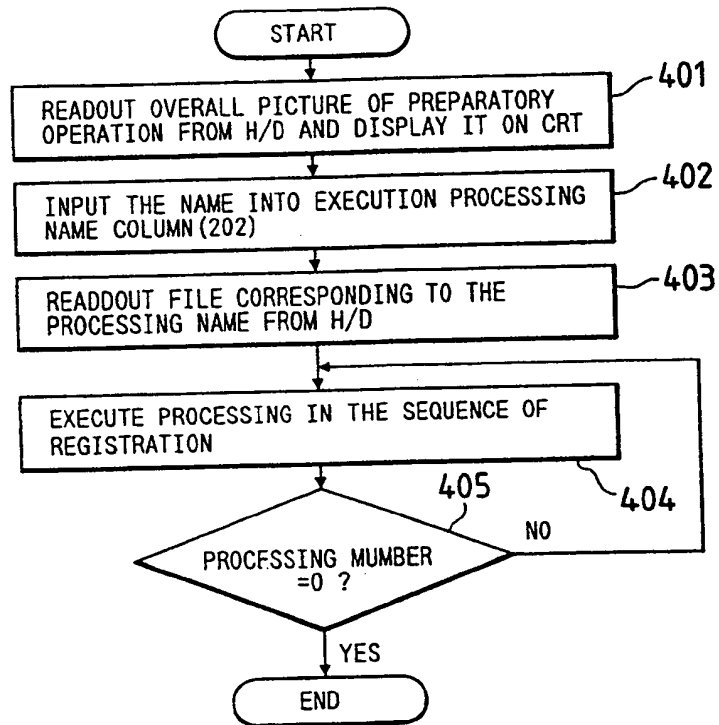 START
401
READOUT OVERALL PICTURE OF PREPARATORY
OPERATION FROM H/D AND DISPLAY IT ON CRT
402
INPUT THE NAME INTO EXECUTION PROCESSING
NAME COLUMN(202)
403
READDOUT FILE CORRESPONDING TO THE
PROCESSING NAME FROM H/D
EXECUTE PROCESSING IN THE SEQUENCE OF
REGISTRATION
404
405
NO
PROCESSING MUMBER
=0 ?
YES
END